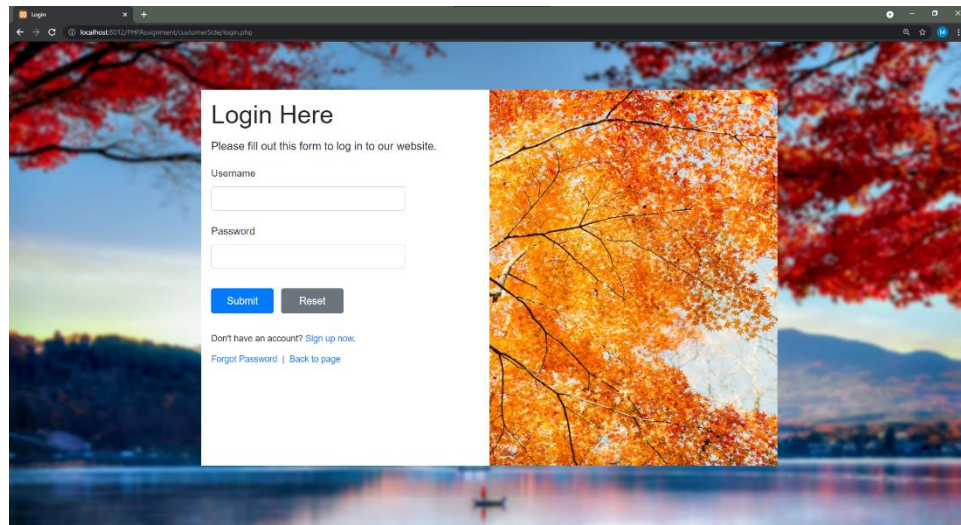 Login
localhost:8012/PHPAssignment/customerSide/login.php
M
Login Here
Please fill out this form to log in to our website.
Username
Password
Submit Reset
Don't have an account? Sign up now.
Forgot Password | Back to page